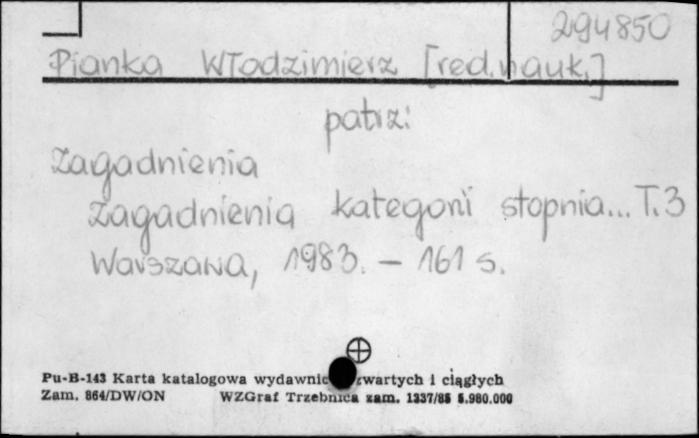 294850
Pianka Włodzimierz [red.nauk.]
patrz:
Zagadnienia
Zagadnienia kategorii stopnia... T.3
Warszawa, 1983. - 161 s.
Pu-B-143 Karta katalogowa wydawnic zwartych i ciągłych
Zam. 864/DW/ON WZGraf Trzebnica zam. 1337/85 5.980.000